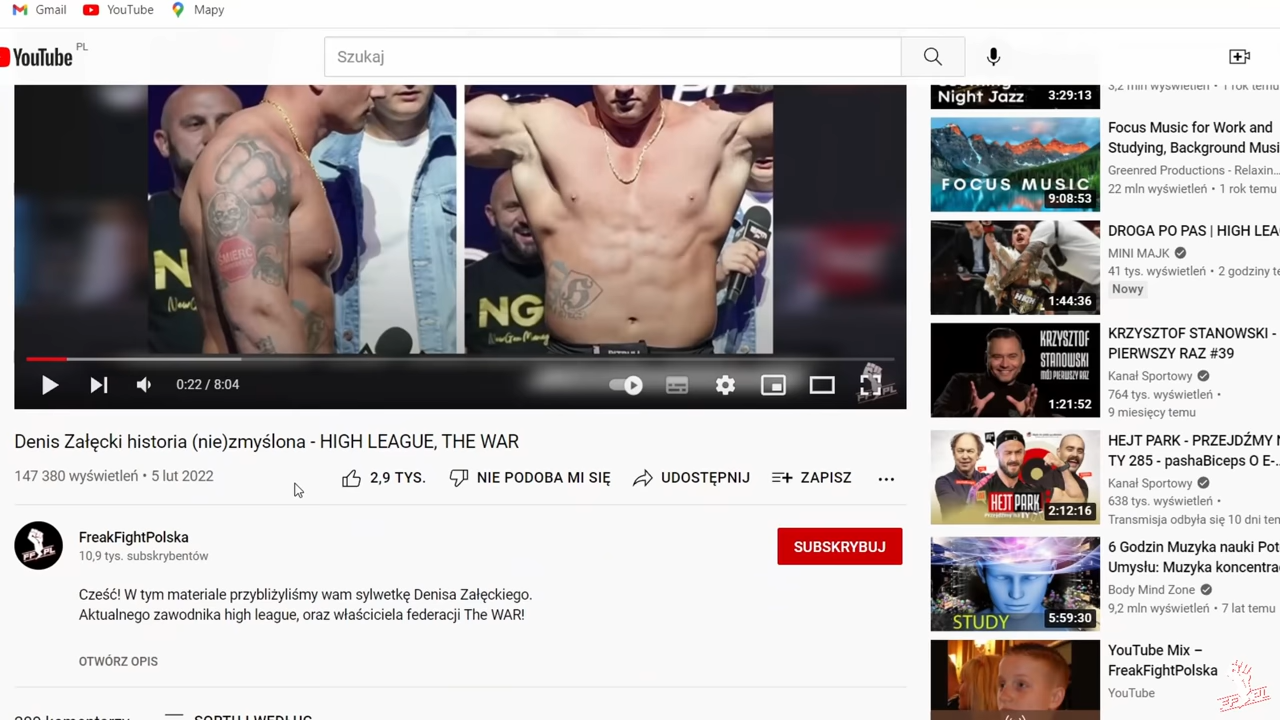 Gmail
YouTube
Mapy
YouTube PL
Szukaj
NG
0:22 / 8:04
Denis Załęcki historia (nie)zmyślona - HIGH LEAGUE, THE WAR
147 380 wyświetleń • 5 lut 2022
2,9 TYS.
NIE PODOBA MI SIĘ
UDOSTĘPNIJ
ZAPISZ
FreakFightPolska
10,9 tys. subskrybentów
SUBSKRYBUJ
Cześć! W tym materiale przybliżyliśmy wam sylwetkę Denisa Załęckiego.
Aktualnego zawodnika high league, oraz właściciela federacji The WAR!
OTWÓRZ OPIS
SORTUJ WEDŁUG
Night Jazz
3:29:13
3,2 mln wyświetleń • 1 rok temu
FOCUS MUSIC
9:08:53
Focus Music for Work and
Studying, Background Musi
Greenred Productions - Relaxin...
22 mln wyświetleń • 1 rok temu
1:44:36
DROGA PO PAS | HIGH LEA
MINI MAJK
41 tys. wyświetleń • 2 godziny te
Nowy
KRZYSZTOF
STANOWSKI
MÓJ PIERWSZY
RAZ
1:21:52
KRZYSZTOF STANOWSKI -
PIERWSZY RAZ #39
Kanał Sportowy
764 tys. wyświetleń •
9 miesięcy temu
HEJT PARK
2:12:16
HEJT PARK - PRZEJDŹMY N
TY 285 - pashaBiceps O E-..
Kanał Sportowy
638 tys. wyświetleń •
Transmisja odbyła się 10 dni tem
STUDY
5:59:30
6 Godzin Muzyka nauki Pot
Umysłu: Muzyka koncentra
Body Mind Zone
9,2 mln wyświetleń • 7 lat temu
YouTube Mix –
FreakFightPolska
YouTube